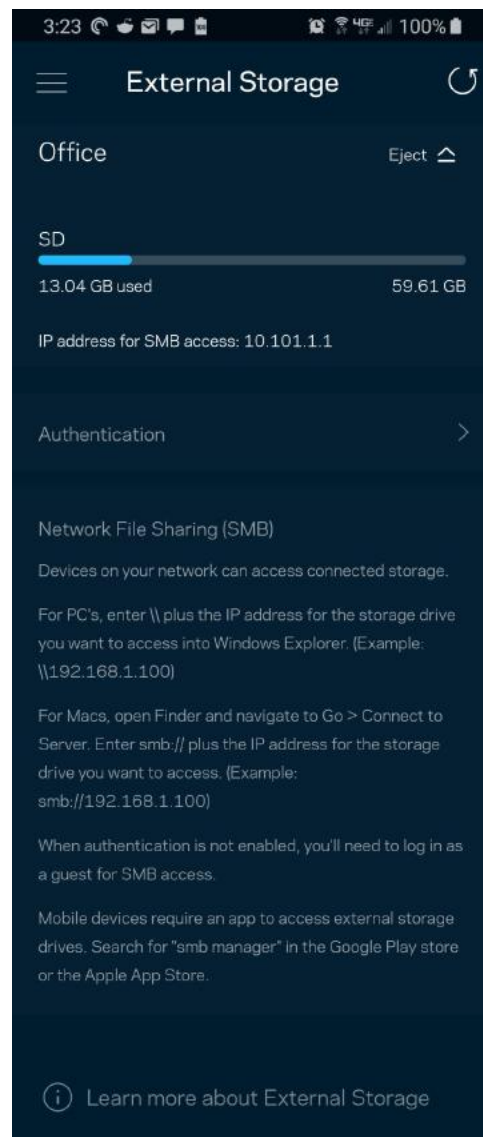 3:23 100%
External Storage
Office Eject
SD
13.04 GB used 59.61 GB
IP address for SMB access: 10.101.1.1
Authentication
Network File Sharing (SMB)
Devices on your network can access connected storage.
For PC's, enter \\ plus the IP address for the storage drive
you want to access into Windows Explorer. (Example:
\\192.168.1.100)
For Macs, open Finder and navigate to Go > Connect to
Server. Enter smb:// plus the IP address for the storage
drive you want to access. (Example:
smb://192.168.1.100)
When authentication is not enabled, you'll need to log in as
a guest for SMB access.
Mobile devices require an app to access external storage
drives. Search for "smb manager" in the Google Play store
or the Apple App Store.
Learn more about External Storage